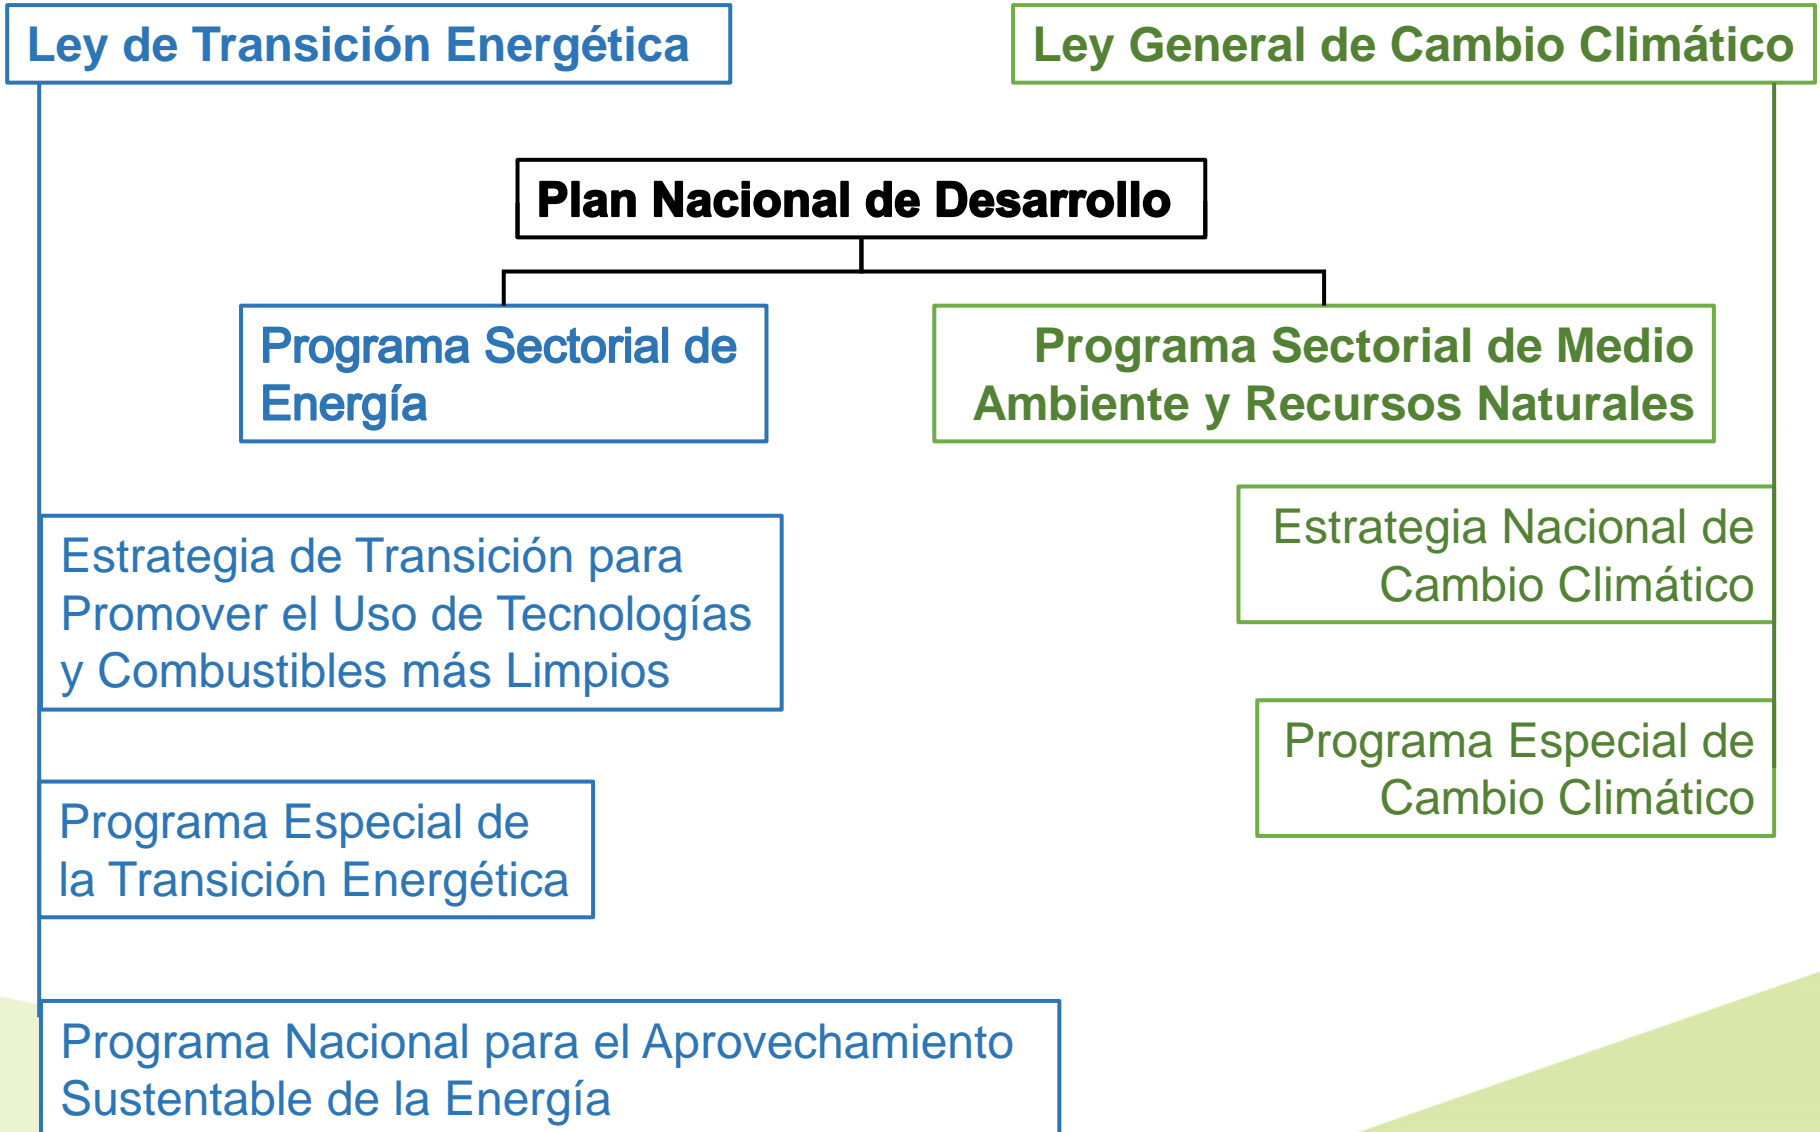 Ley de Transición Energética
Ley General de Cambio Climático
Plan Nacional de Desarrollo
Programa Sectorial de
Energía
Programa Sectorial de Medio
Ambiente y Recursos Naturales
Estrategia de Transición para
Promover el Uso de Tecnologías
y Combustibles más Limpios
Estrategia Nacional de
Cambio Climático
Programa Especial de
la Transición Energética
Programa Especial de
Cambio Climático
Programa Nacional para el Aprovechamiento
Sustentable de la Energía